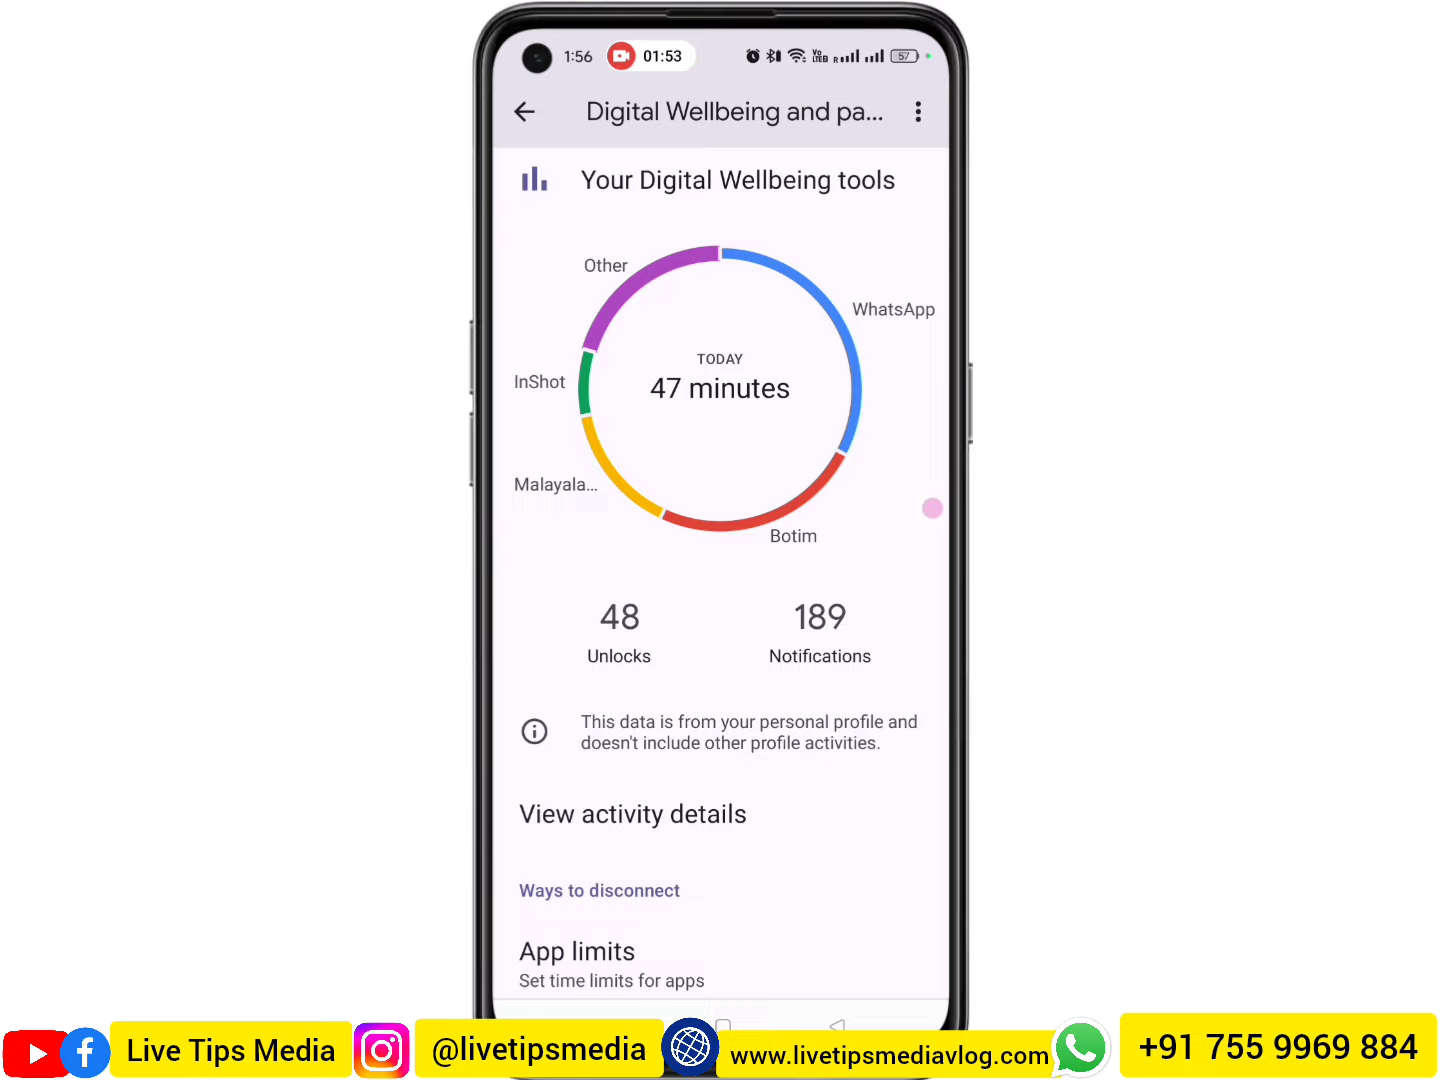 1:56
01:53
Vo
LTED
R
57
Digital Wellbeing and pa...
Your Digital Wellbeing tools
Other
WhatsApp
TODAY
InShot
47 minutes
Malayala...
Botim
48
189
Unlocks
Notifications
This data is from your personal profile and
doesn't include other profile activities.
View activity details
Ways to disconnect
App limits
Set time limits for apps
Live Tips Media
@livetipsmedia
www.livetipsmediavlog.com
+91 755 9969 884